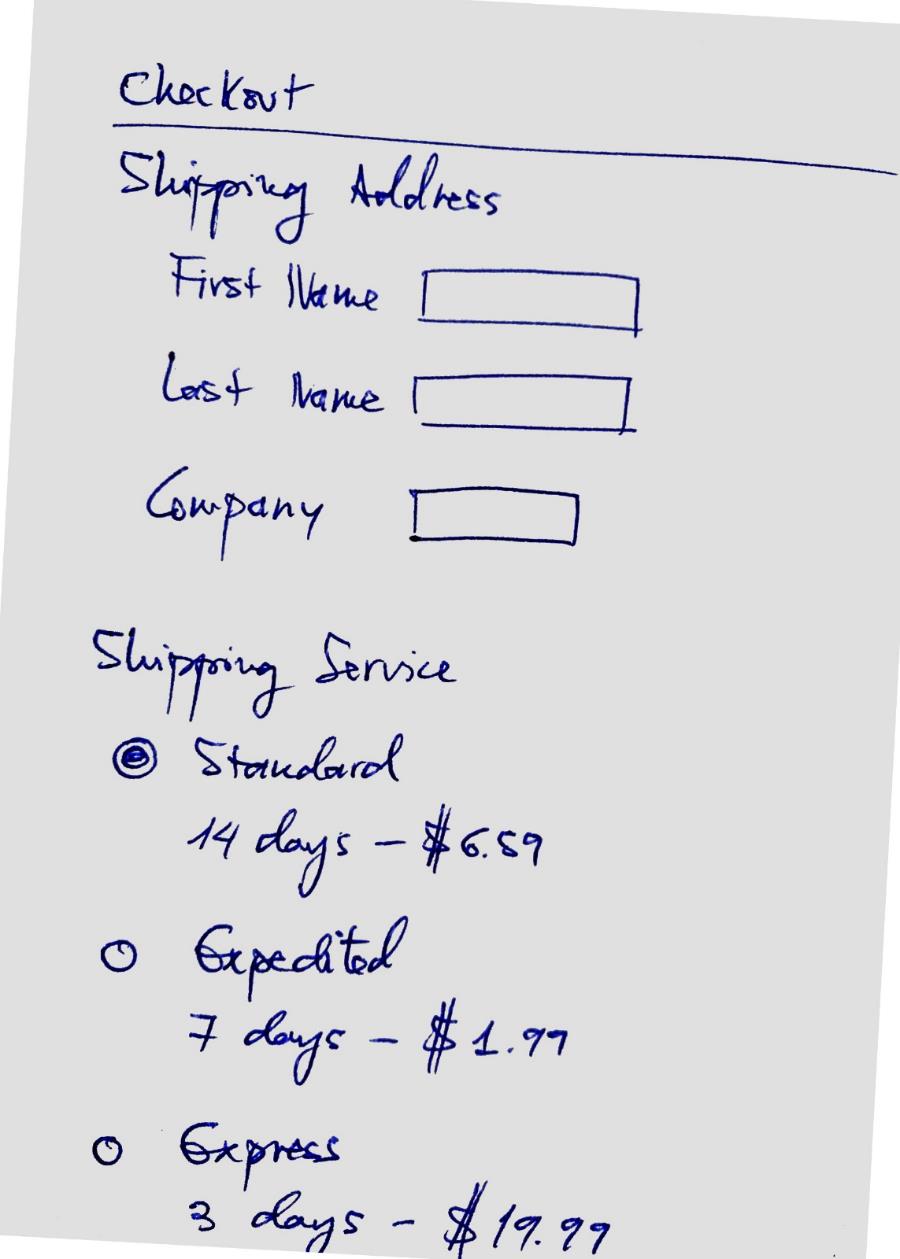 Checkout
Shipping Address
First Name
Last Name
Company
Shipping Service
Standard
14 days – $6.59
Expedited
7 days – $1.99
Express
3 days – $19.99